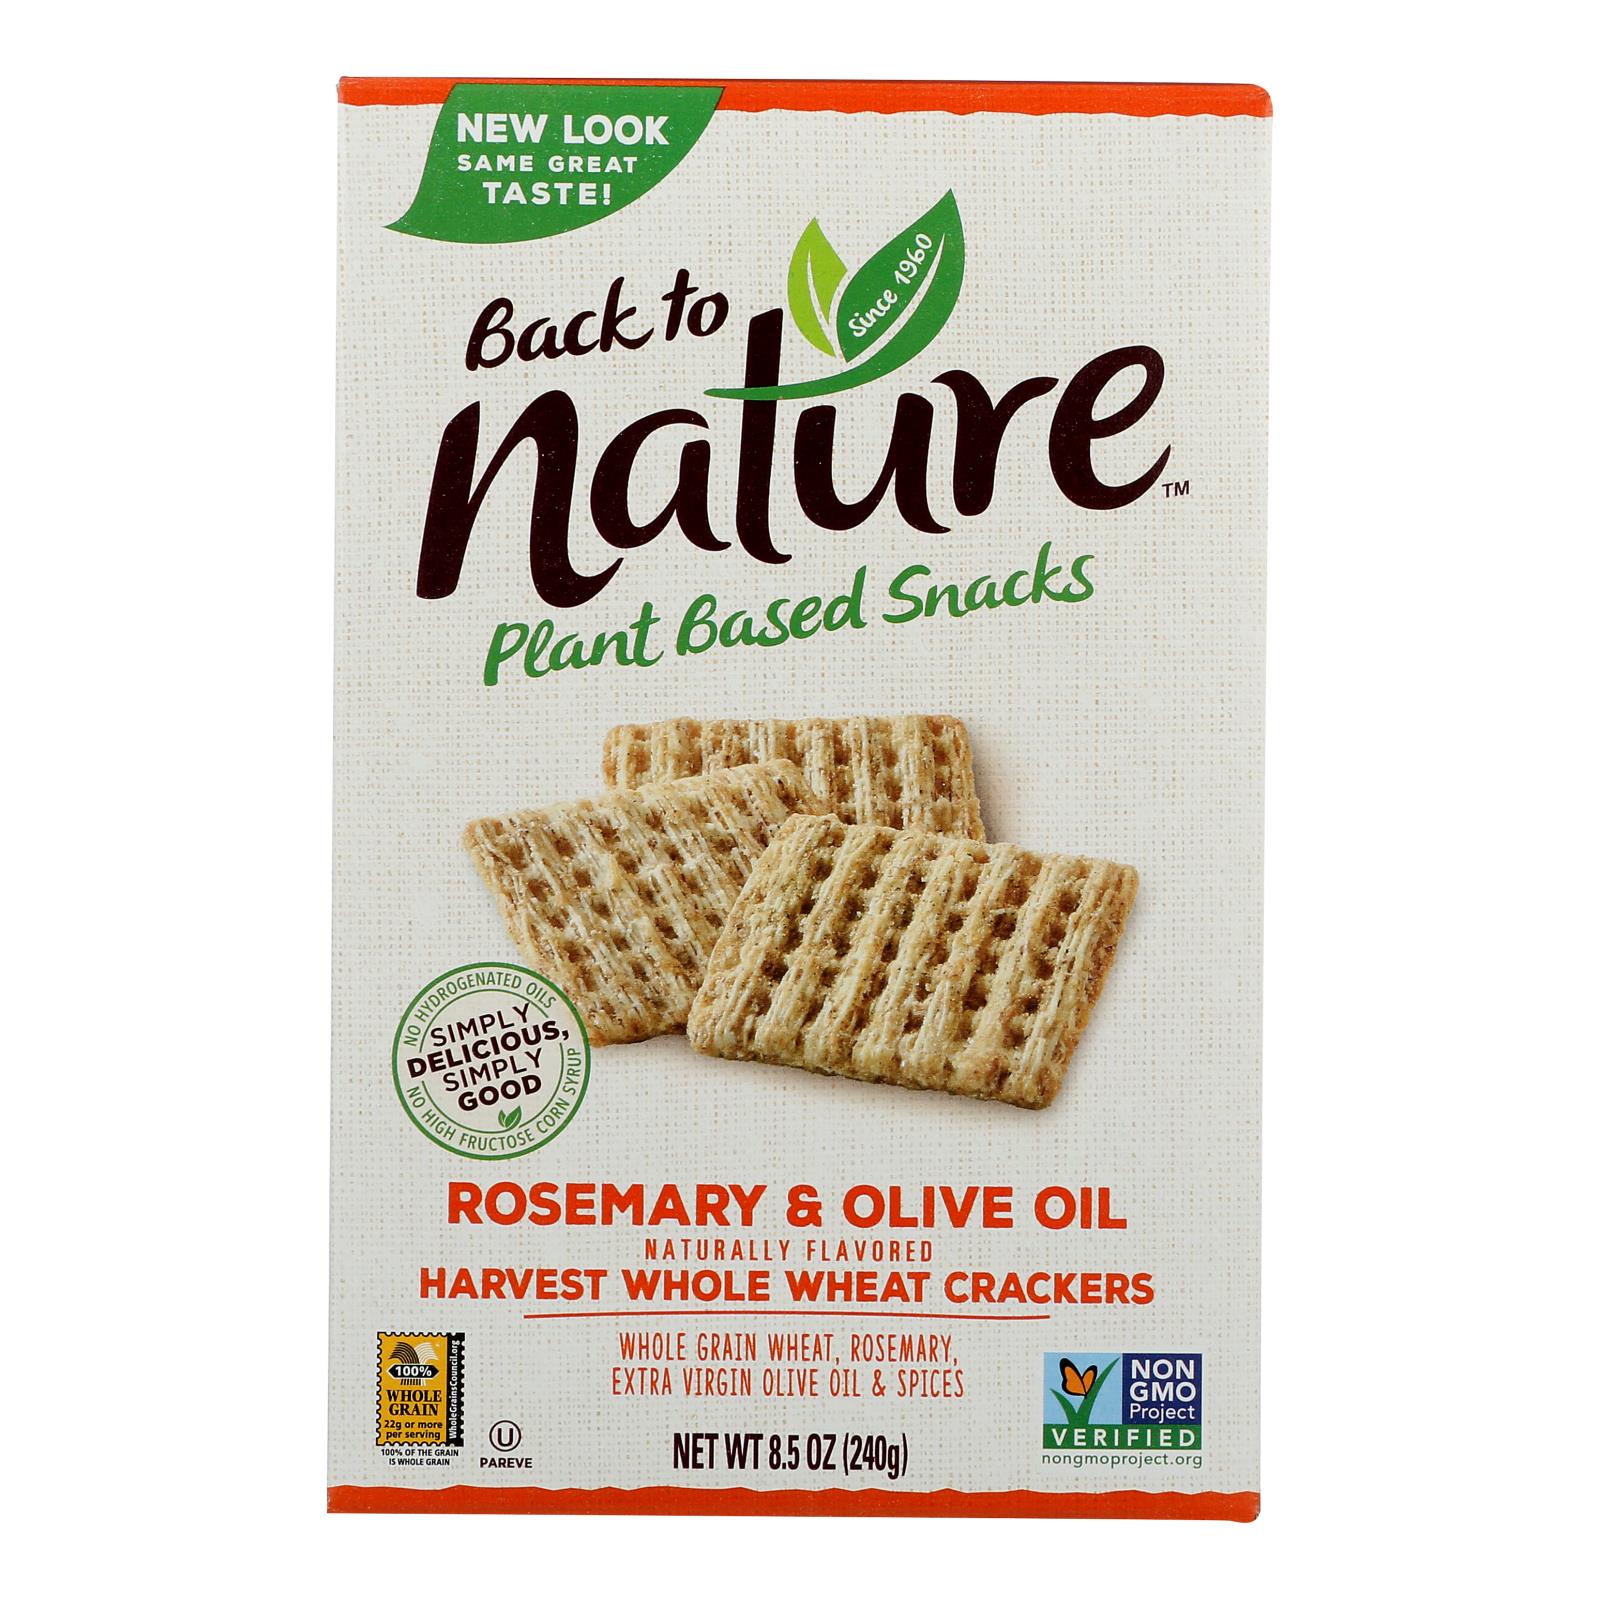 NEW LOOK
SAME GREAT
TASTE!
Since 1960
Back to
nature™
Plant Based Snacks
NO HYDROGENATED OILS
SIMPLY
DELICIOUS,
SIMPLY
GOOD
NO HIGH FRUCTOSE CORN SYRUP
ROSEMARY & OLIVE OIL
NATURALLY FLAVORED
HARVEST WHOLE WHEAT CRACKERS
WHOLE GRAIN WHEAT, ROSEMARY,
EXTRA VIRGIN OLIVE OIL & SPICES
100%
WHOLE
GRAIN
22g or more
per serving
WholeGrainsCouncil.org
100% OF THE GRAIN
IS WHOLE GRAIN
U
PAREVE
NET WT 8.5 OZ (240g)
NON
GMO
Project
VERIFIED
nongmoproject.org